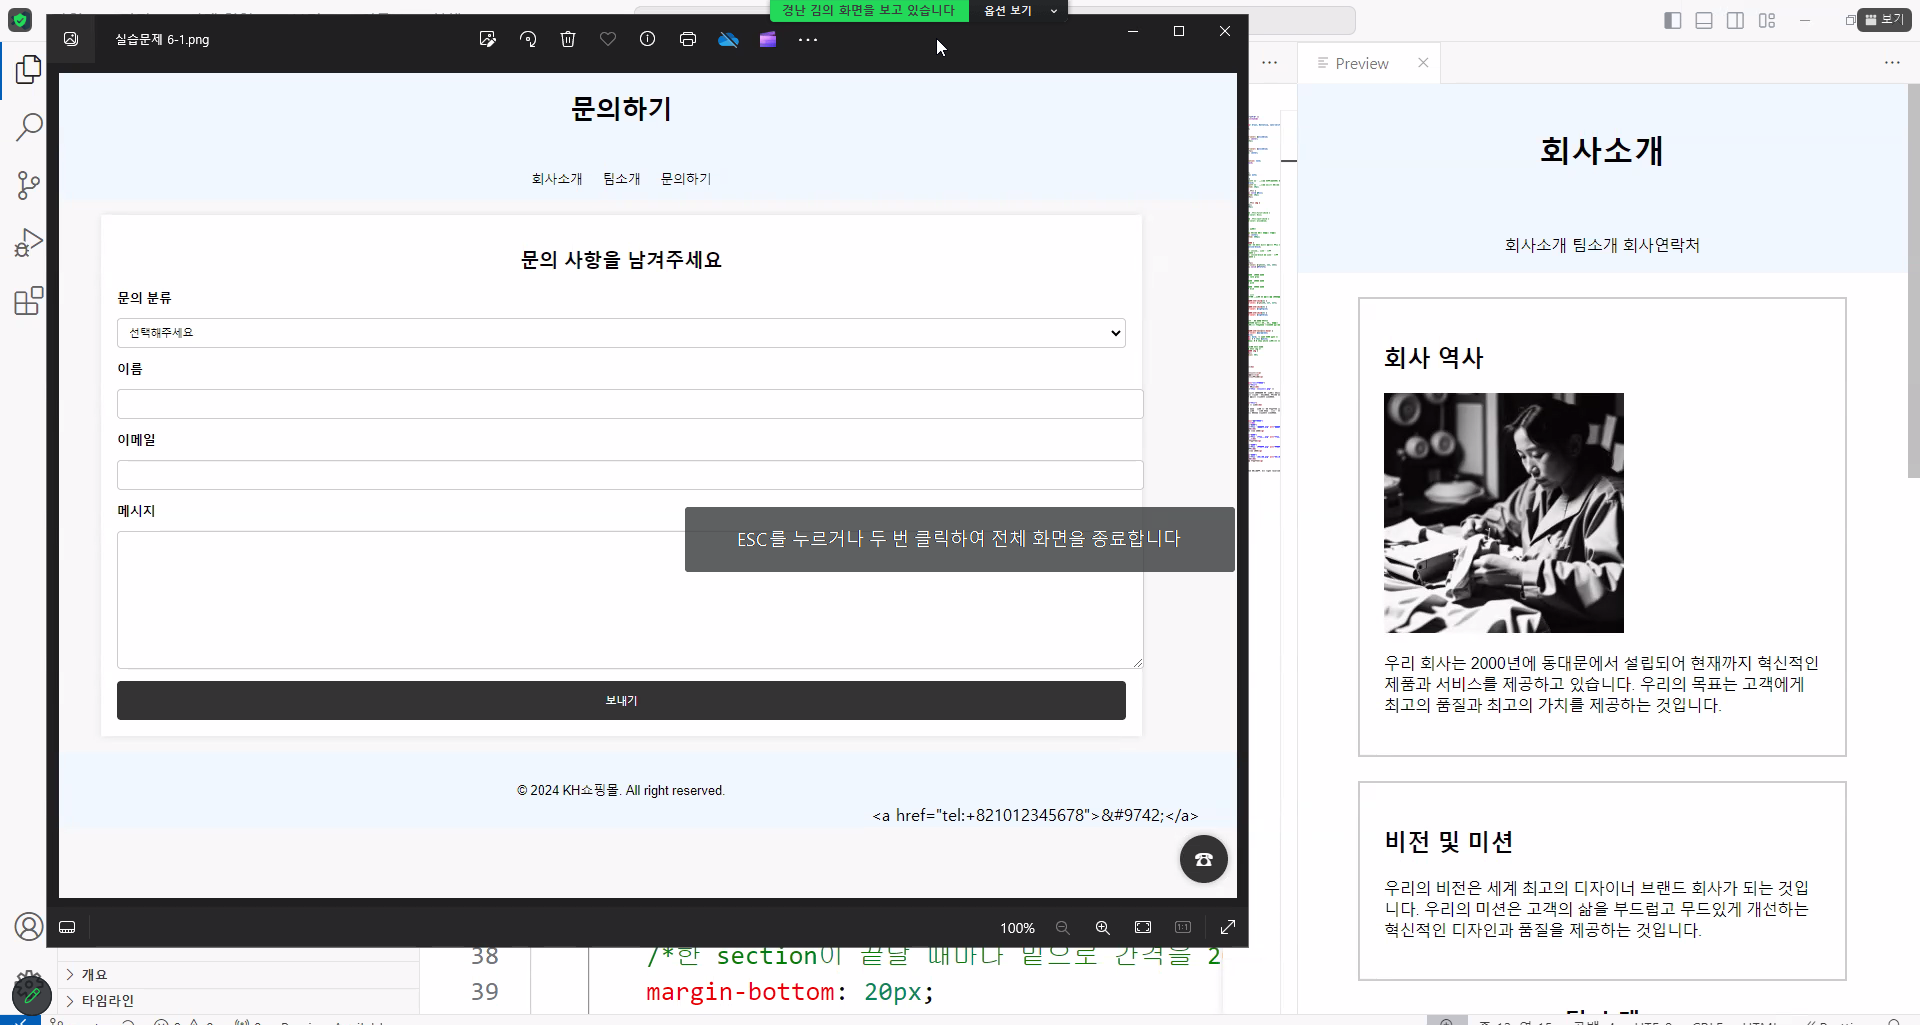 경난 김의 화면을 보고 있습니다
옵션 보기
보기
실습문제 6-1.png
Preview
문의하기
회사소개 팀소개 문의하기
문의 사항을 남겨주세요
문의 분류
선택해주세요
이름
이메일
메시지
ESC를 누르거나 두 번 클릭하여 전체 화면을 종료합니다
보내기
© 2024 KH쇼핑몰. All right reserved.
<a href="tel:+821012345678">&#9742;</a>
100%
회사소개
회사소개 팀소개 회사연락처
회사 역사
우리 회사는 2000년에 동대문에서 설립되어 현재까지 혁신적인
제품과 서비스를 제공하고 있습니다. 우리의 목표는 고객에게
최고의 품질과 최고의 가치를 제공하는 것입니다.
비전 및 미션
우리의 비전은 세계 최고의 디자이너 브랜드 회사가 되는 것입
니다. 우리의 미션은 고객의 삶을 부드럽고 무드있게 개선하는
혁신적인 디자인과 품질을 제공하는 것입니다.
개요
타임라인
38 /*한 section이 끝날 때마다 밑으로 간격을 2
39 margin-bottom: 20px;